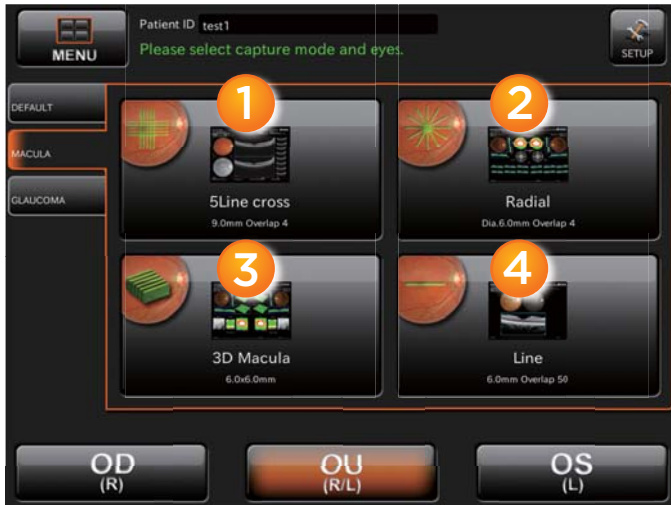 Patient ID test1
MENU
Please select capture mode and eyes.
SETUP
DEFAULT
MACULA
GLAUCOMA
1
5Line cross
9.0mm Overlap 4
2
Radial
Dia.6.0mm Overlap 4
3
3D Macula
6.0x6.0mm
4
Line
6.0mm Overlap 50
OD
(R)
OU
(R/L)
OS
(L)